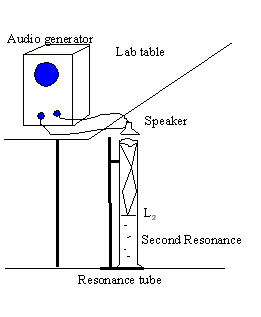 Audio generator
Lab table
Speaker
L₂
Second Resonance
Resonance tube